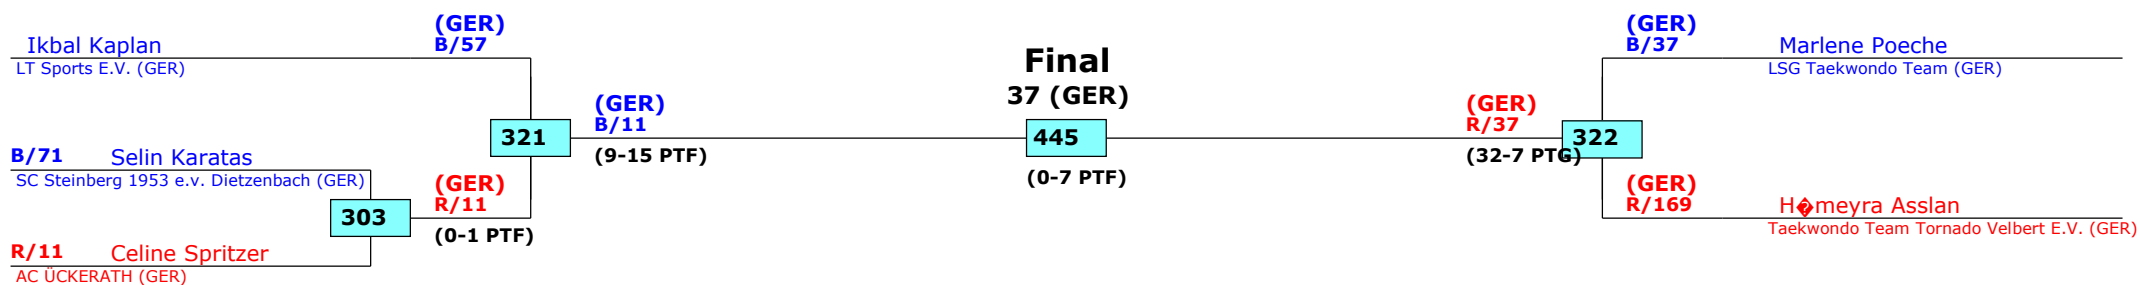 (GER)
B/57
Ikbal Kaplan
LT Sports E.V. (GER)
B/71 Selin Karatas
SC Steinberg 1953 e.v. Dietzenbach (GER)
303
R/11 Celine Spritzer
AC ÜCKERATH (GER)
(GER)
R/11
(0-1 PTF)
321
(GER)
B/11
(9-15 PTF)
Final
37 (GER)
445
(0-7 PTF)
(GER)
R/37
(32-7 PTG)
322
(GER)
B/37 Marlene Poeche
LSG Taekwondo Team (GER)
(GER)
R/169 H�meyra Asslan
Taekwondo Team Tornado Velbert E.V. (GER)